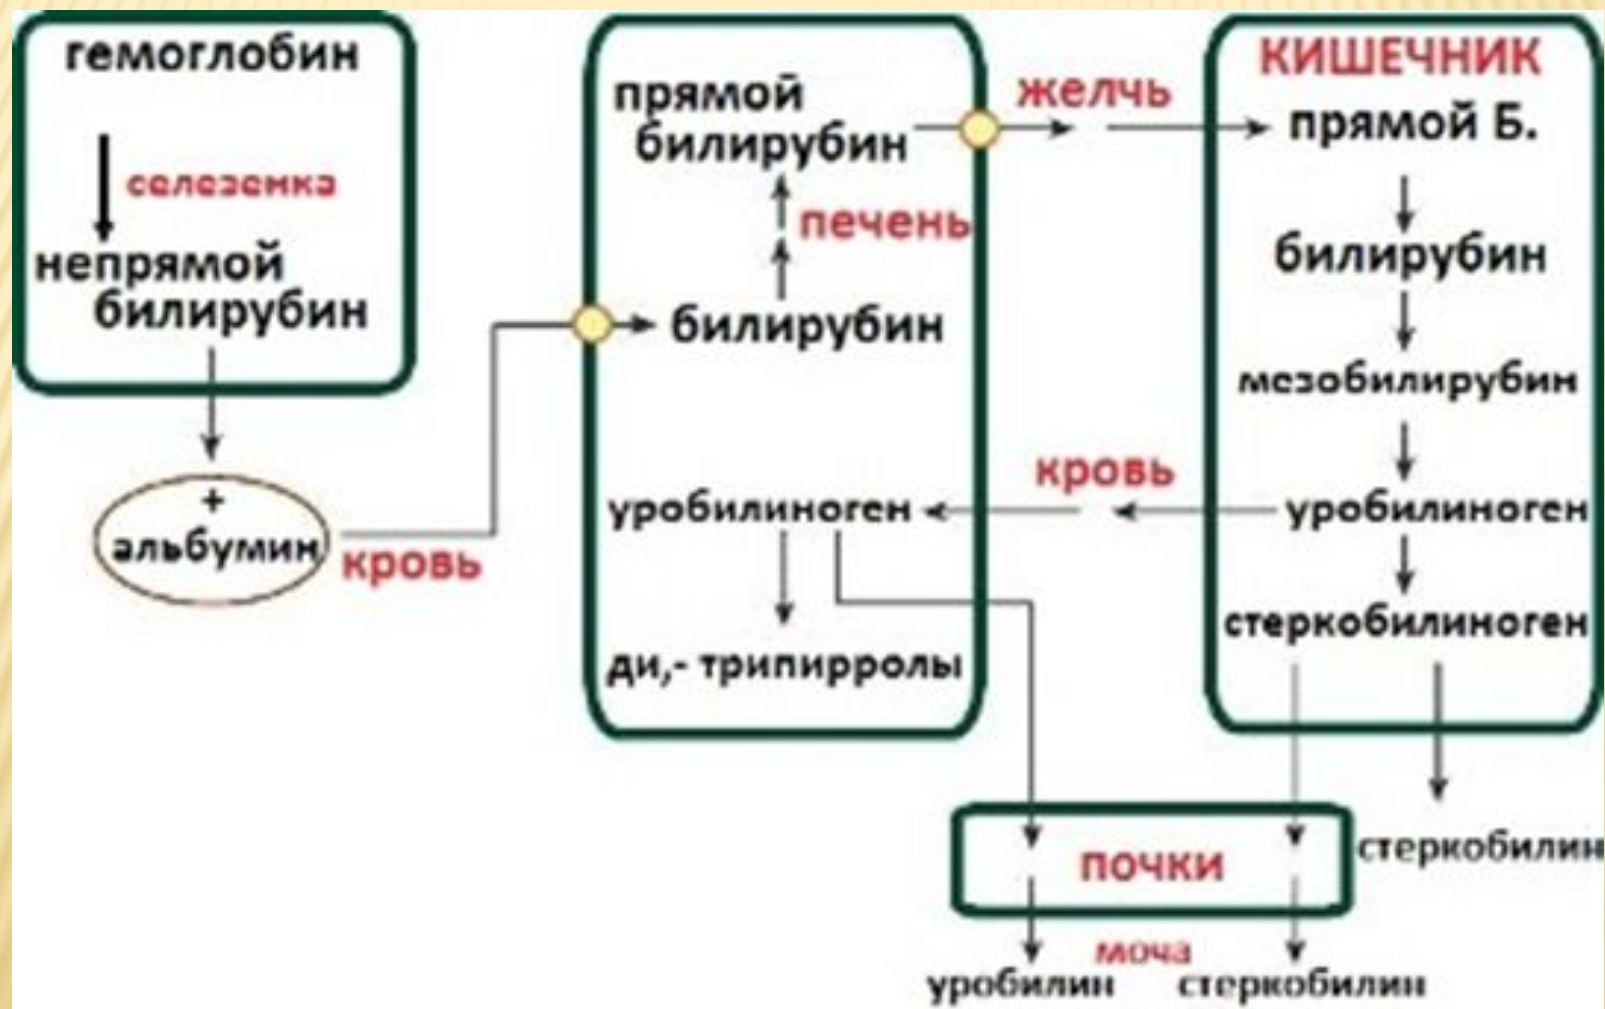 гемоглобин
селезенка
непрямой
билирубин
+
альбумин
кровь
прямой
билирубин
печень
билирубин
уробилиноген
ди,- трипирролы
желчь
кровь
КИШЕЧНИК
прямой Б.
билирубин
мезобилирубин
уробилиноген
стеркобилиноген
стеркобилин
почки
моча
уробилин
стеркобилин